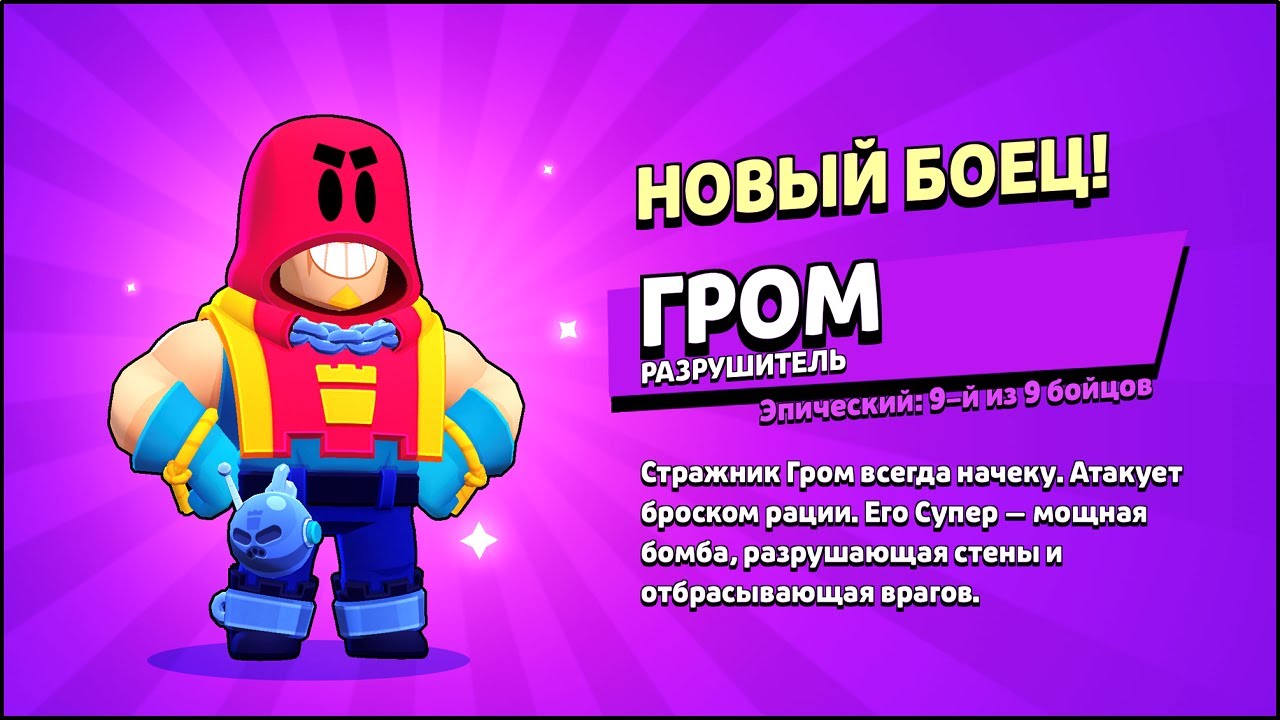 НОВЫЙ БОЕЦ!
ГРОМ
РАЗРУШИТЕЛЬ
Эпический: 9-й из 9 бойцов
Стражник Гром всегда начеку. Атакует
броском рации. Его Супер – мощная
бомба, разрушающая стены и
отбрасывающая врагов.